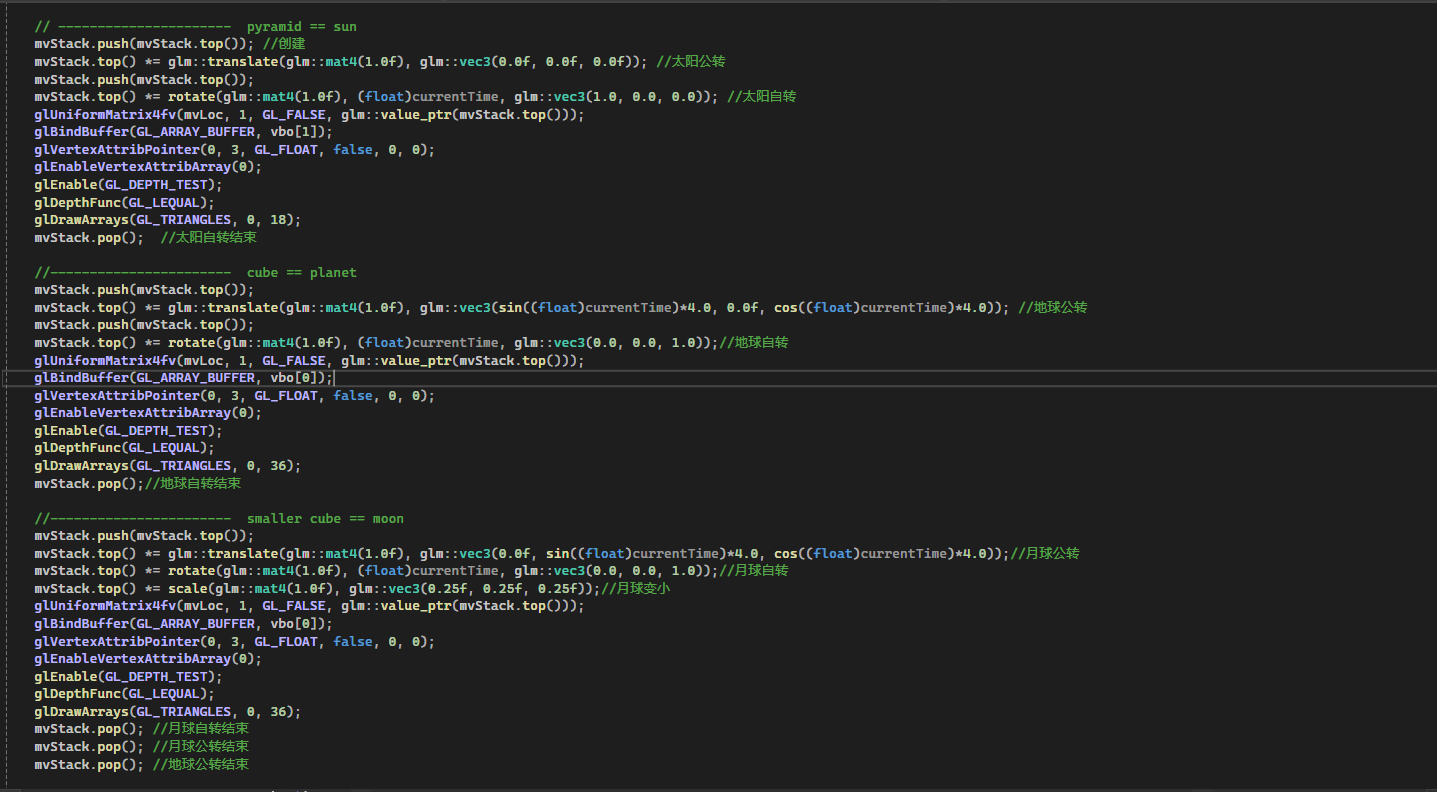 // ----------------------  pyramid == sun
mvStack.push(mvStack.top()); //创建
mvStack.top() *= glm::translate(glm::mat4(1.0f), glm::vec3(0.0f, 0.0f, 0.0f)); //太阳公转
mvStack.push(mvStack.top());
mvStack.top() *= rotate(glm::mat4(1.0f), (float)currentTime, glm::vec3(1.0, 0.0, 0.0)); //太阳自转
glUniformMatrix4fv(mvLoc, 1, GL_FALSE, glm::value_ptr(mvStack.top()));
glBindBuffer(GL_ARRAY_BUFFER, vbo[1]);
glVertexAttribPointer(0, 3, GL_FLOAT, false, 0, 0);
glEnableVertexAttribArray(0);
glEnable(GL_DEPTH_TEST);
glDepthFunc(GL_LEQUAL);
glDrawArrays(GL_TRIANGLES, 0, 18);
mvStack.pop();  //太阳自转结束
//-----------------------  cube == planet
mvStack.push(mvStack.top());
mvStack.top() *= glm::translate(glm::mat4(1.0f), glm::vec3(sin((float)currentTime)*4.0, 0.0f, cos((float)currentTime)*4.0)); //地球公转
mvStack.push(mvStack.top());
mvStack.top() *= rotate(glm::mat4(1.0f), (float)currentTime, glm::vec3(0.0, 0.0, 1.0));//地球自转
glUniformMatrix4fv(mvLoc, 1, GL_FALSE, glm::value_ptr(mvStack.top()));
glBindBuffer(GL_ARRAY_BUFFER, vbo[0]);
glVertexAttribPointer(0, 3, GL_FLOAT, false, 0, 0);
glEnableVertexAttribArray(0);
glEnable(GL_DEPTH_TEST);
glDepthFunc(GL_LEQUAL);
glDrawArrays(GL_TRIANGLES, 0, 36);
mvStack.pop();//地球自转结束
//-----------------------  smaller cube == moon
mvStack.push(mvStack.top());
mvStack.top() *= glm::translate(glm::mat4(1.0f), glm::vec3(0.0f, sin((float)currentTime)*4.0, cos((float)currentTime)*4.0));//月球公转
mvStack.top() *= rotate(glm::mat4(1.0f), (float)currentTime, glm::vec3(0.0, 0.0, 1.0));//月球自转
mvStack.top() *= scale(glm::mat4(1.0f), glm::vec3(0.25f, 0.25f, 0.25f));//月球变小
glUniformMatrix4fv(mvLoc, 1, GL_FALSE, glm::value_ptr(mvStack.top()));
glBindBuffer(GL_ARRAY_BUFFER, vbo[0]);
glVertexAttribPointer(0, 3, GL_FLOAT, false, 0, 0);
glEnableVertexAttribArray(0);
glEnable(GL_DEPTH_TEST);
glDepthFunc(GL_LEQUAL);
glDrawArrays(GL_TRIANGLES, 0, 36);
mvStack.pop(); //月球自转结束
mvStack.pop(); //月球公转结束
mvStack.pop(); //地球公转结束